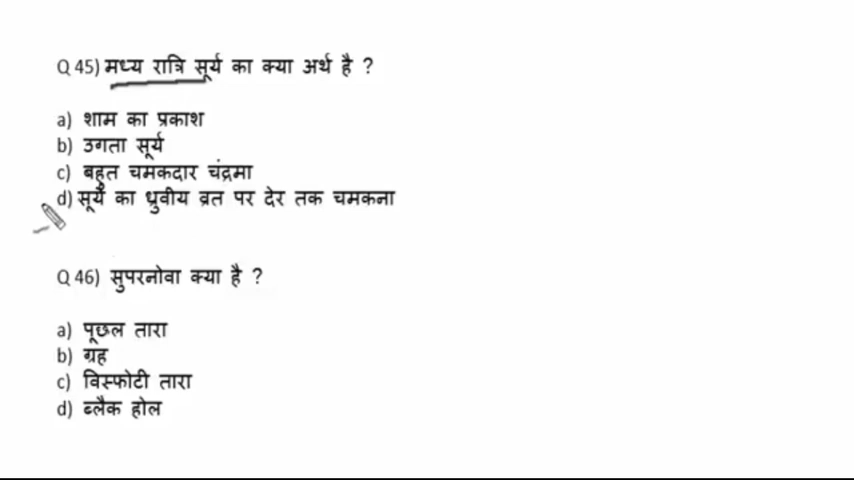 Q 45) मध्य रात्रि सूर्य का क्या अर्थ है ?
a) शाम का प्रकाश
b) उगता सूर्य
c) बहुत चमकदार चंद्रमा
d) सूर्य का ध्रुवीय व्रत पर देर तक चमकना
Q 46) सुपरनोवा क्या है ?
a) पूछल तारा
b) ग्रह
c) विस्फोटी तारा
d) ब्लैक होल